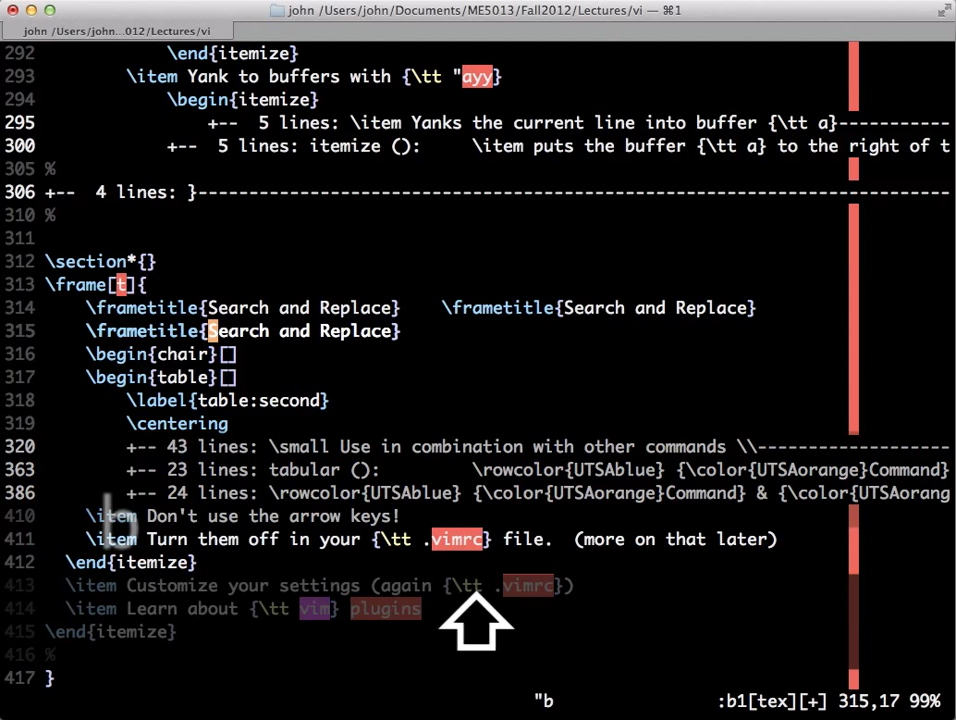 john /Users/john/Documents/ME5013/Fall2012/Lectures/vi — ⌘1
john /Users/john...012/Lectures/vi
292 \end{itemize}
293 \item Yank to buffers with {\tt "ayy}
294 \begin{itemize}
295 +-- 5 lines: \item Yanks the current line into buffer {\tt a}-----------
300 +-- 5 lines: itemize (): \item puts the buffer {\tt a} to the right of t
305 %
306 +-- 4 lines: }--------------------------------------------------------------------------
310 %
311
312 \section*{}
313 \frame[t]{
314 \frametitle{Search and Replace} \frametitle{Search and Replace}
315 \frametitle{Search and Replace}
316 \begin{chair}[]
317 \begin{table}[]
318 \label{table:second}
319 \centering
320 +-- 43 lines: \small Use in combination with other commands \\-------------------
363 +-- 23 lines: tabular (): \rowcolor{UTSAblue} {\color{UTSAorange}Command}
386 +-- 24 lines: \rowcolor{UTSAblue} {\color{UTSAorange}Command} & {\color{UTSAorang
410 \item Don't use the arrow keys!
411 \item Turn them off in your {\tt .vimrc} file. (more on that later)
412 \end{itemize}
413 \item Customize your settings (again {\tt .vimrc})
414 \item Learn about {\tt vim} plugins
415 \end{itemize}
416 %
417 }
b
"b :b1[tex][+] 315,17 99%